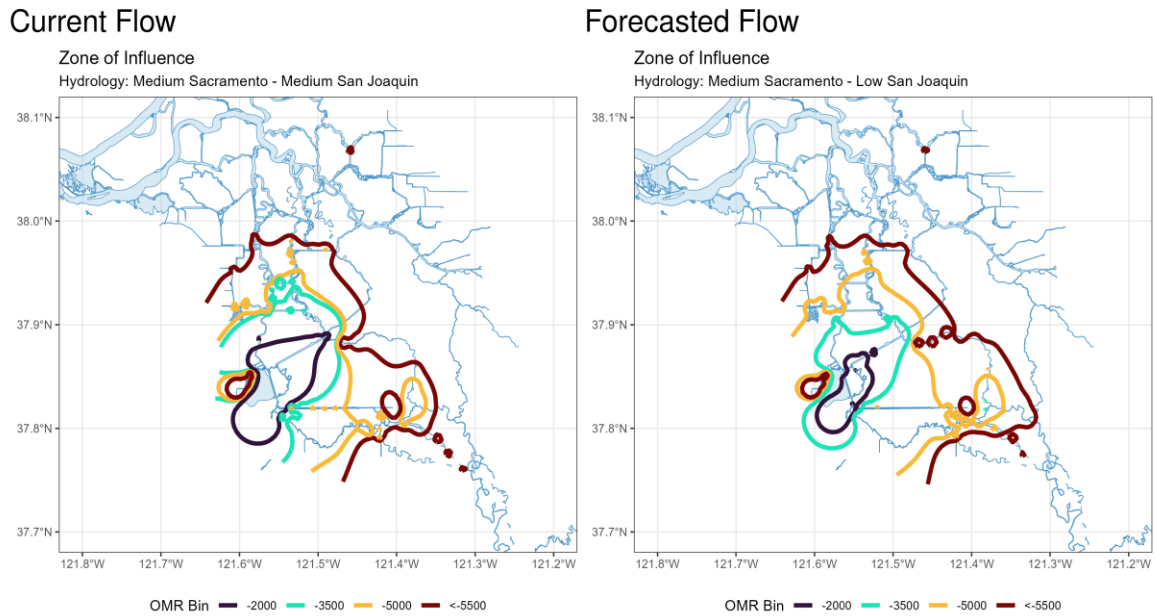 Current Flow
Zone of Influence
Hydrology: Medium Sacramento - Medium San Joaquin
38.1°N
38.0°N
37.9°N
37.8°N
37.7°N
121.8°W 121.7°W 121.6°W 121.5°W 121.4°W 121.3°W 121.2°W
OMR Bin -2000 -3500 -5000 <-5500
Forecasted Flow
Zone of Influence
Hydrology: Medium Sacramento - Low San Joaquin
38.1°N
38.0°N
37.9°N
37.8°N
37.7°N
121.8°W 121.7°W 121.6°W 121.5°W 121.4°W 121.3°W 121.2°W
OMR Bin -2000 -3500 -5000 <-5500